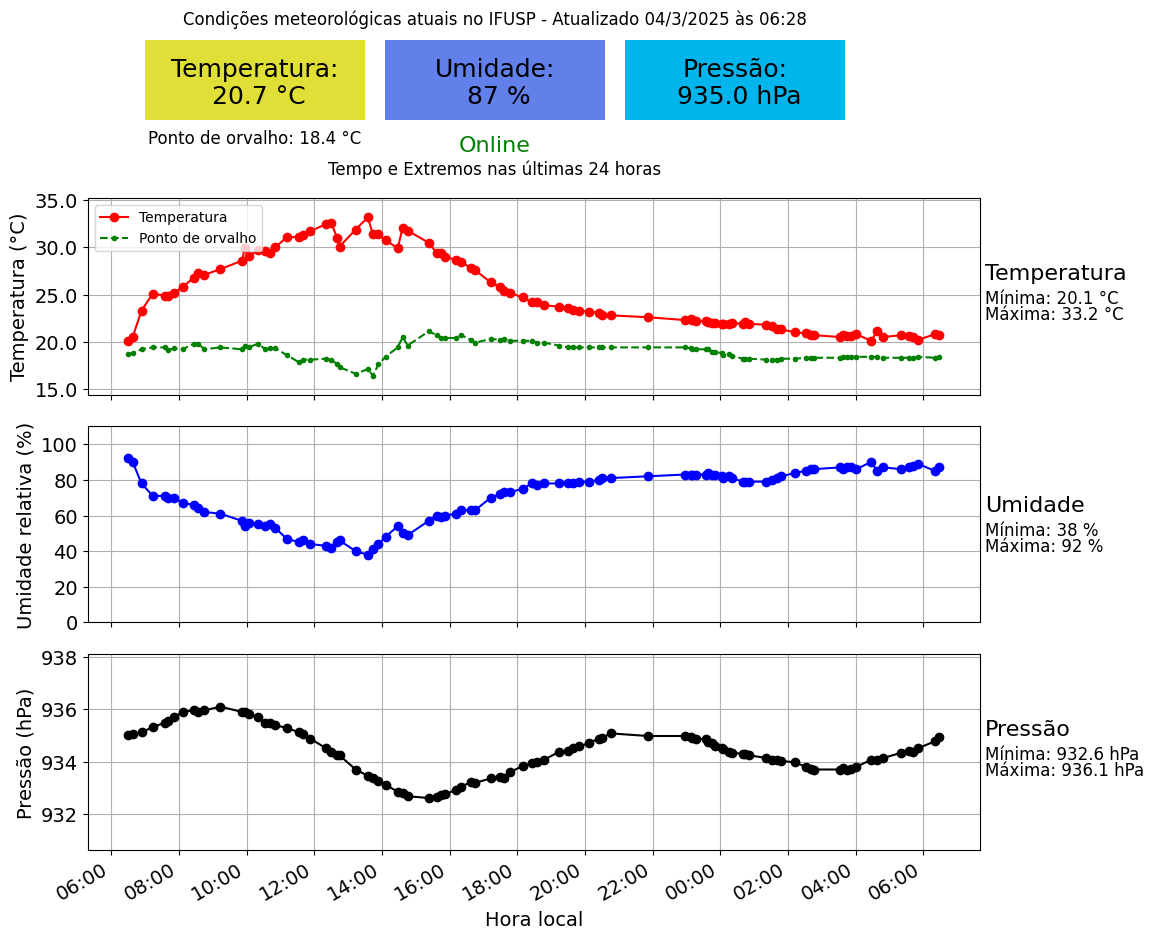 Condições meteorológicas atuais no IFUSP - Atualizado 04/3/2025 às 06:28
Temperatura:
20.7 °C
Umidade:
87 %
Pressão:
935.0 hPa
Ponto de orvalho: 18.4 °C
Online
Tempo e Extremos nas últimas 24 horas
Temperatura (°C)
35.0
30.0
25.0
20.0
15.0
Temperatura
Ponto de orvalho
Temperatura
Mínima: 20.1 °C
Máxima: 33.2 °C
Umidade relativa (%)
100
80
60
40
20
0
Umidade
Mínima: 38 %
Máxima: 92 %
Pressão (hPa)
938
936
934
932
Pressão
Mínima: 932.6 hPa
Máxima: 936.1 hPa
06:00 08:00 10:00 12:00 14:00 16:00 18:00 20:00 22:00 00:00 02:00 04:00 06:00
Hora local